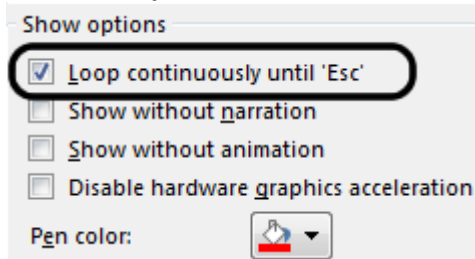 Show options
Loop continuously until 'Esc'
Show without narration
Show without animation
Disable hardware graphics acceleration
Pen color: